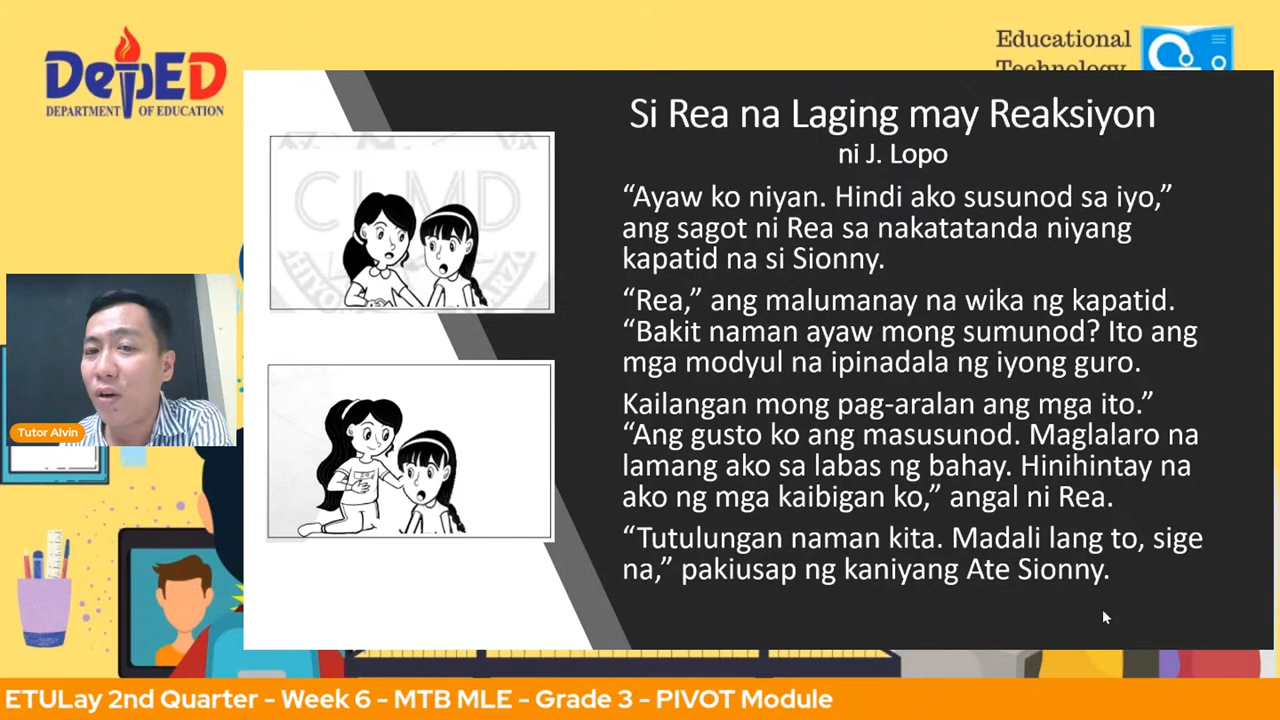 DepED
DEPARTMENT OF EDUCATION
Educational
Technology
Si Rea na Laging may Reaksiyon
ni J. Lopo
“Ayaw ko niyan. Hindi ako susunod sa iyo,”
ang sagot ni Rea sa nakatatanda niyang
kapatid na si Sionny.
“Rea,” ang malumanay na wika ng kapatid.
“Bakit naman ayaw mong sumunod? Ito ang
mga modyul na ipinadala ng iyong guro.
Kailangan mong pag-aralan ang mga ito.”
“Ang gusto ko ang masusunod. Maglalaro na
lamang ako sa labas ng bahay. Hinihintay na
ako ng mga kaibigan ko,” angal ni Rea.
“Tutulungan naman kita. Madali lang to, sige
na,” pakiusap ng kaniyang Ate Sionny.
CLMD
Tutor Alvin
ETULay 2nd Quarter - Week 6 - MTB MLE - Grade 3 - PIVOT Module